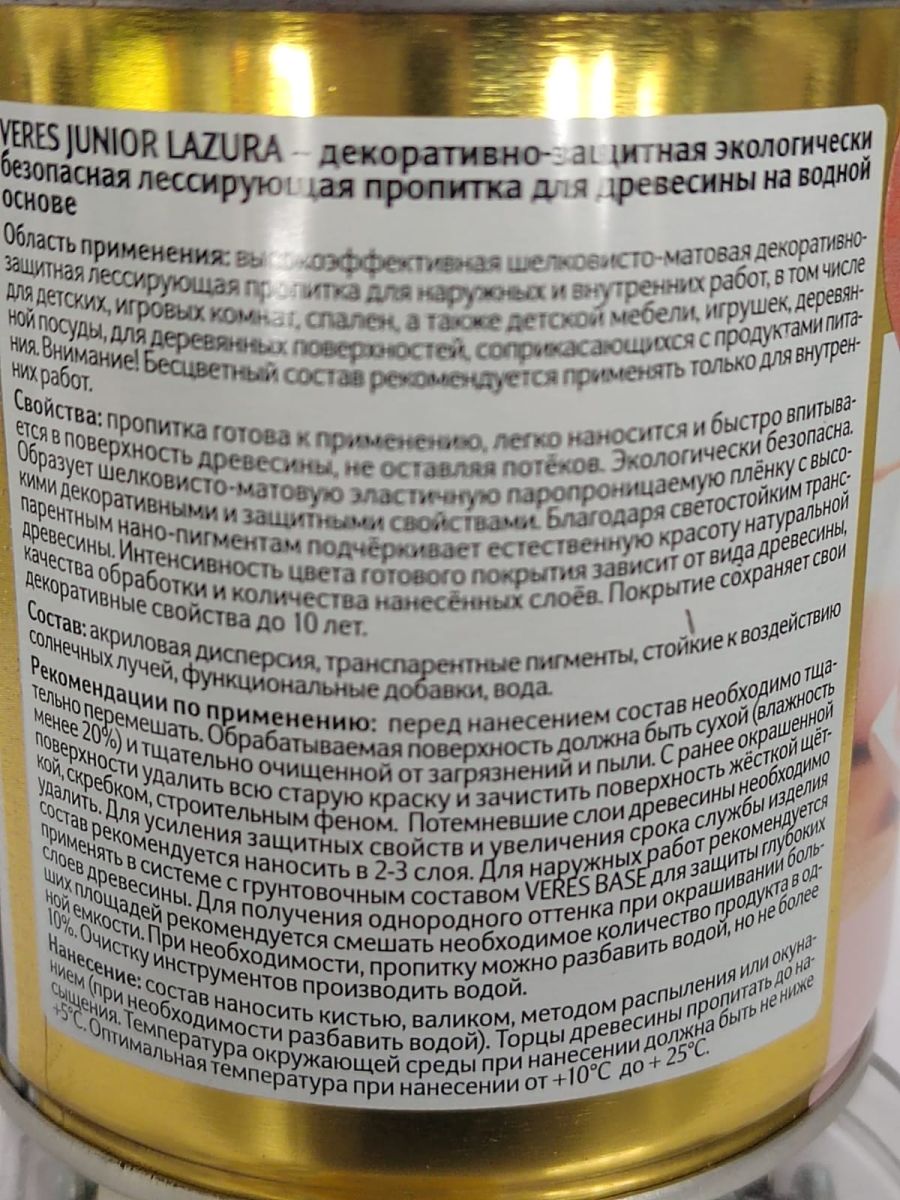 VERES JUNIOR LAZURA – декоративно-защитная экологически
безопасная лессирующая пропитка для древесины на водной
основе
Область применения: высокоэффективная шелковисто-матовая декоративно-
защитная лессирующая пропитка для наружных и внутренних работ, в том числе
для детских, игровых комнат, спален, а также детской мебели, игрушек, деревян-
ной посуды, для деревянных поверхностей, соприкасающихся с продуктами пита-
ния. Внимание! Бесцветный состав рекомендуется применять только для внутрен-
них работ.
Свойства: пропитка готова к применению, легко наносится и быстро впитыва-
ется в поверхность древесины, не оставляя потёков. Экологически безопасна.
Образует шелковисто-матовую эластичную паропроницаемую плёнку с высо-
кими декоративными и защитными свойствами. Благодаря светостойким транс-
парентным нано-пигментам подчёркивает естественную красоту натуральной
древесины. Интенсивность цвета готового покрытия зависит от вида древесины,
качества обработки и количества нанесённых слоёв. Покрытие сохраняет свои
декоративные свойства до 10 лет.
Состав: акриловая дисперсия, транспарентные пигменты, стойкие к воздействию
солнечных лучей, функциональные добавки, вода.
Рекомендации по применению: перед нанесением состав необходимо тща-
тельно перемешать. Обрабатываемая поверхность должна быть сухой (влажность
менее 20%) и тщательно очищенной от загрязнений и пыли. С ранее окрашенной
поверхности удалить всю старую краску и зачистить поверхность жёсткой щёт-
кой, скребком, строительным феном. Потемневшие слои древесины необходимо
удалить. Для усиления защитных свойств и увеличения срока службы изделия
состав рекомендуется наносить в 2-3 слоя. Для наружных работ рекомендуется
применять в системе с грунтовочным составом VERES BASE для защиты глубоких
слоев древесины. Для получения однородного оттенка при окрашивании боль-
ших площадей рекомендуется смешать необходимое количество продукта в од-
ной емкости. При необходимости, пропитку можно разбавить водой, но не более
10%. Очистку инструментов производить водой.
Нанесение: состав наносить кистью, валиком, методом распыления или окуна-
нием (при необходимости разбавить водой). Торцы древесины пропитать до на-
сыщения. Температура окружающей среды при нанесении должна быть не ниже
+5°C. Оптимальная температура при нанесении от +10°C до + 25°C.